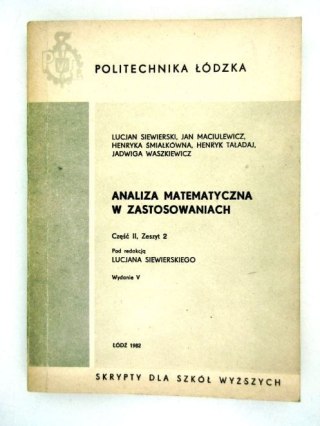 POLITECHNIKA ŁÓDZKA
LUCJAN SIEWIERSKI, JAN MACIULEWICZ,
HENRYKA ŚMIAŁKÓWNA, HENRYK TAŁADAJ,
JADWIGA WASZKIEWICZ
ANALIZA MATEMATYCZNA
W ZASTOSOWANIACH
Część II, Zeszyt 2
Pod redakcją
LUCJANA SIEWIERSKIEGO
Wydanie V
ŁÓDŹ 1982
SKRYPTY DLA SZKÓŁ WYŻSZYCH